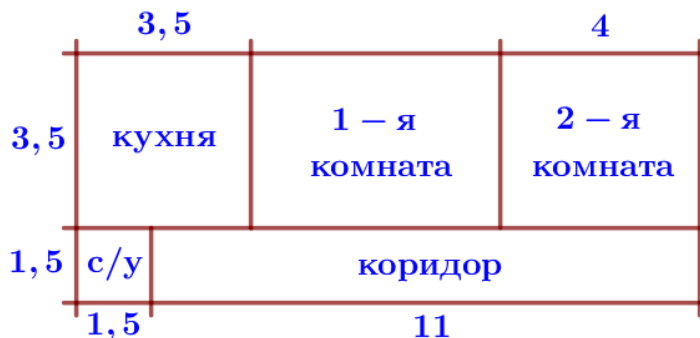 3,5
4
3,5
кухня
1 – я
комната
2 – я
комната
1,5
с/у
коридор
1,5
11